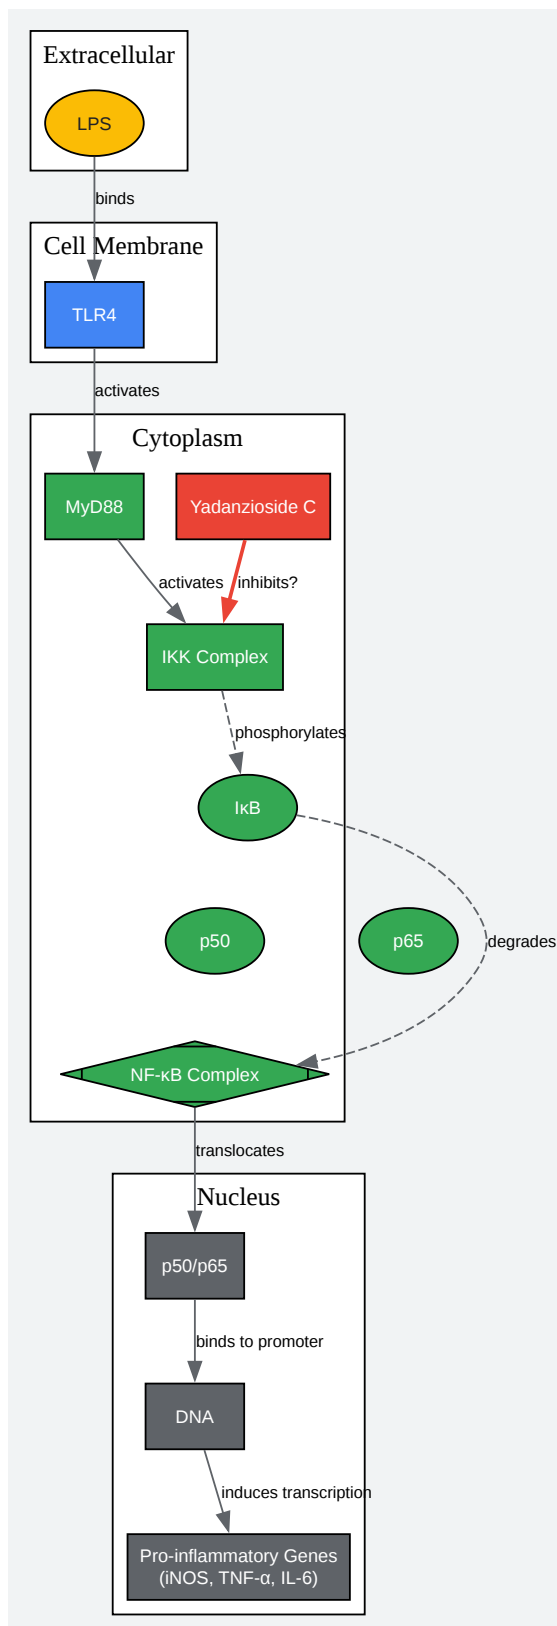 Extracellular
LPS
binds
Cell Membrane
TLR4
activates
Cytoplasm
MyD88
Yadanzioside C
activates
inhibits?
IKK Complex
phosphorylates
IκB
p50
p65
degrades
NF-κB Complex
translocates
Nucleus
p50/p65
binds to promoter
DNA
induces transcription
Pro-inflammatory Genes
(iNOS, TNF-α, IL-6)